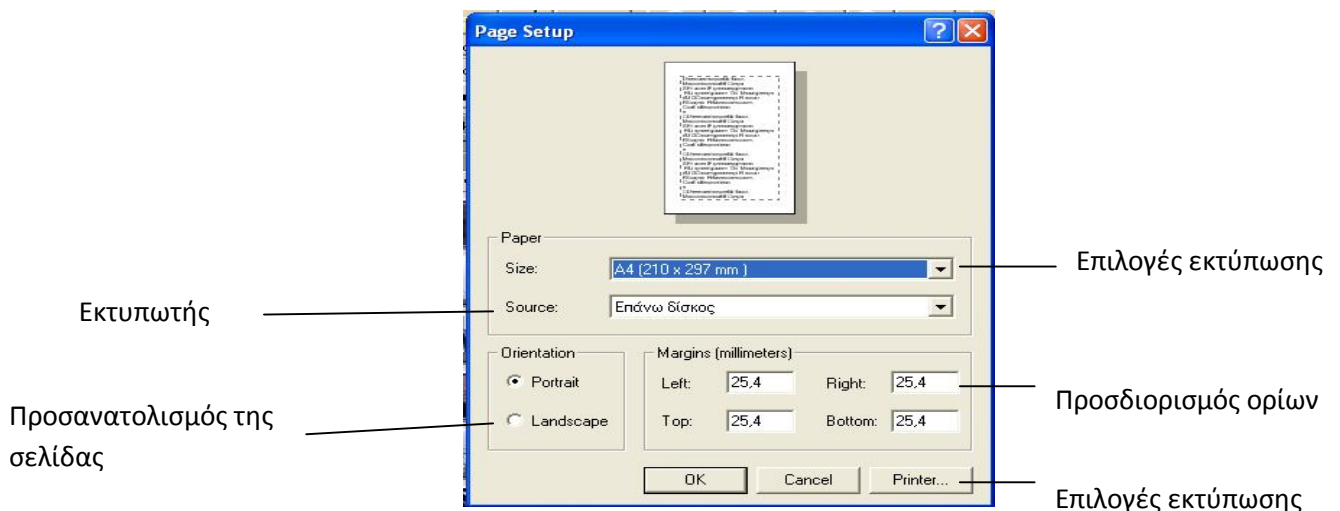 Page Setup
Paper
Size: A4 (210 x 297 mm )
Επιλογές εκτύπωσης
Εκτυπωτής
Source: Επάνω δίσκος
Orientation
Margins (millimeters)
Portrait
Left: 25,4 Right: 25,4
Προσδιορισμός ορίων
Προσανατολισμός της
σελίδας
Landscape
Top: 25,4 Bottom: 25,4
OK Cancel Printer...
Επιλογές εκτύπωσης